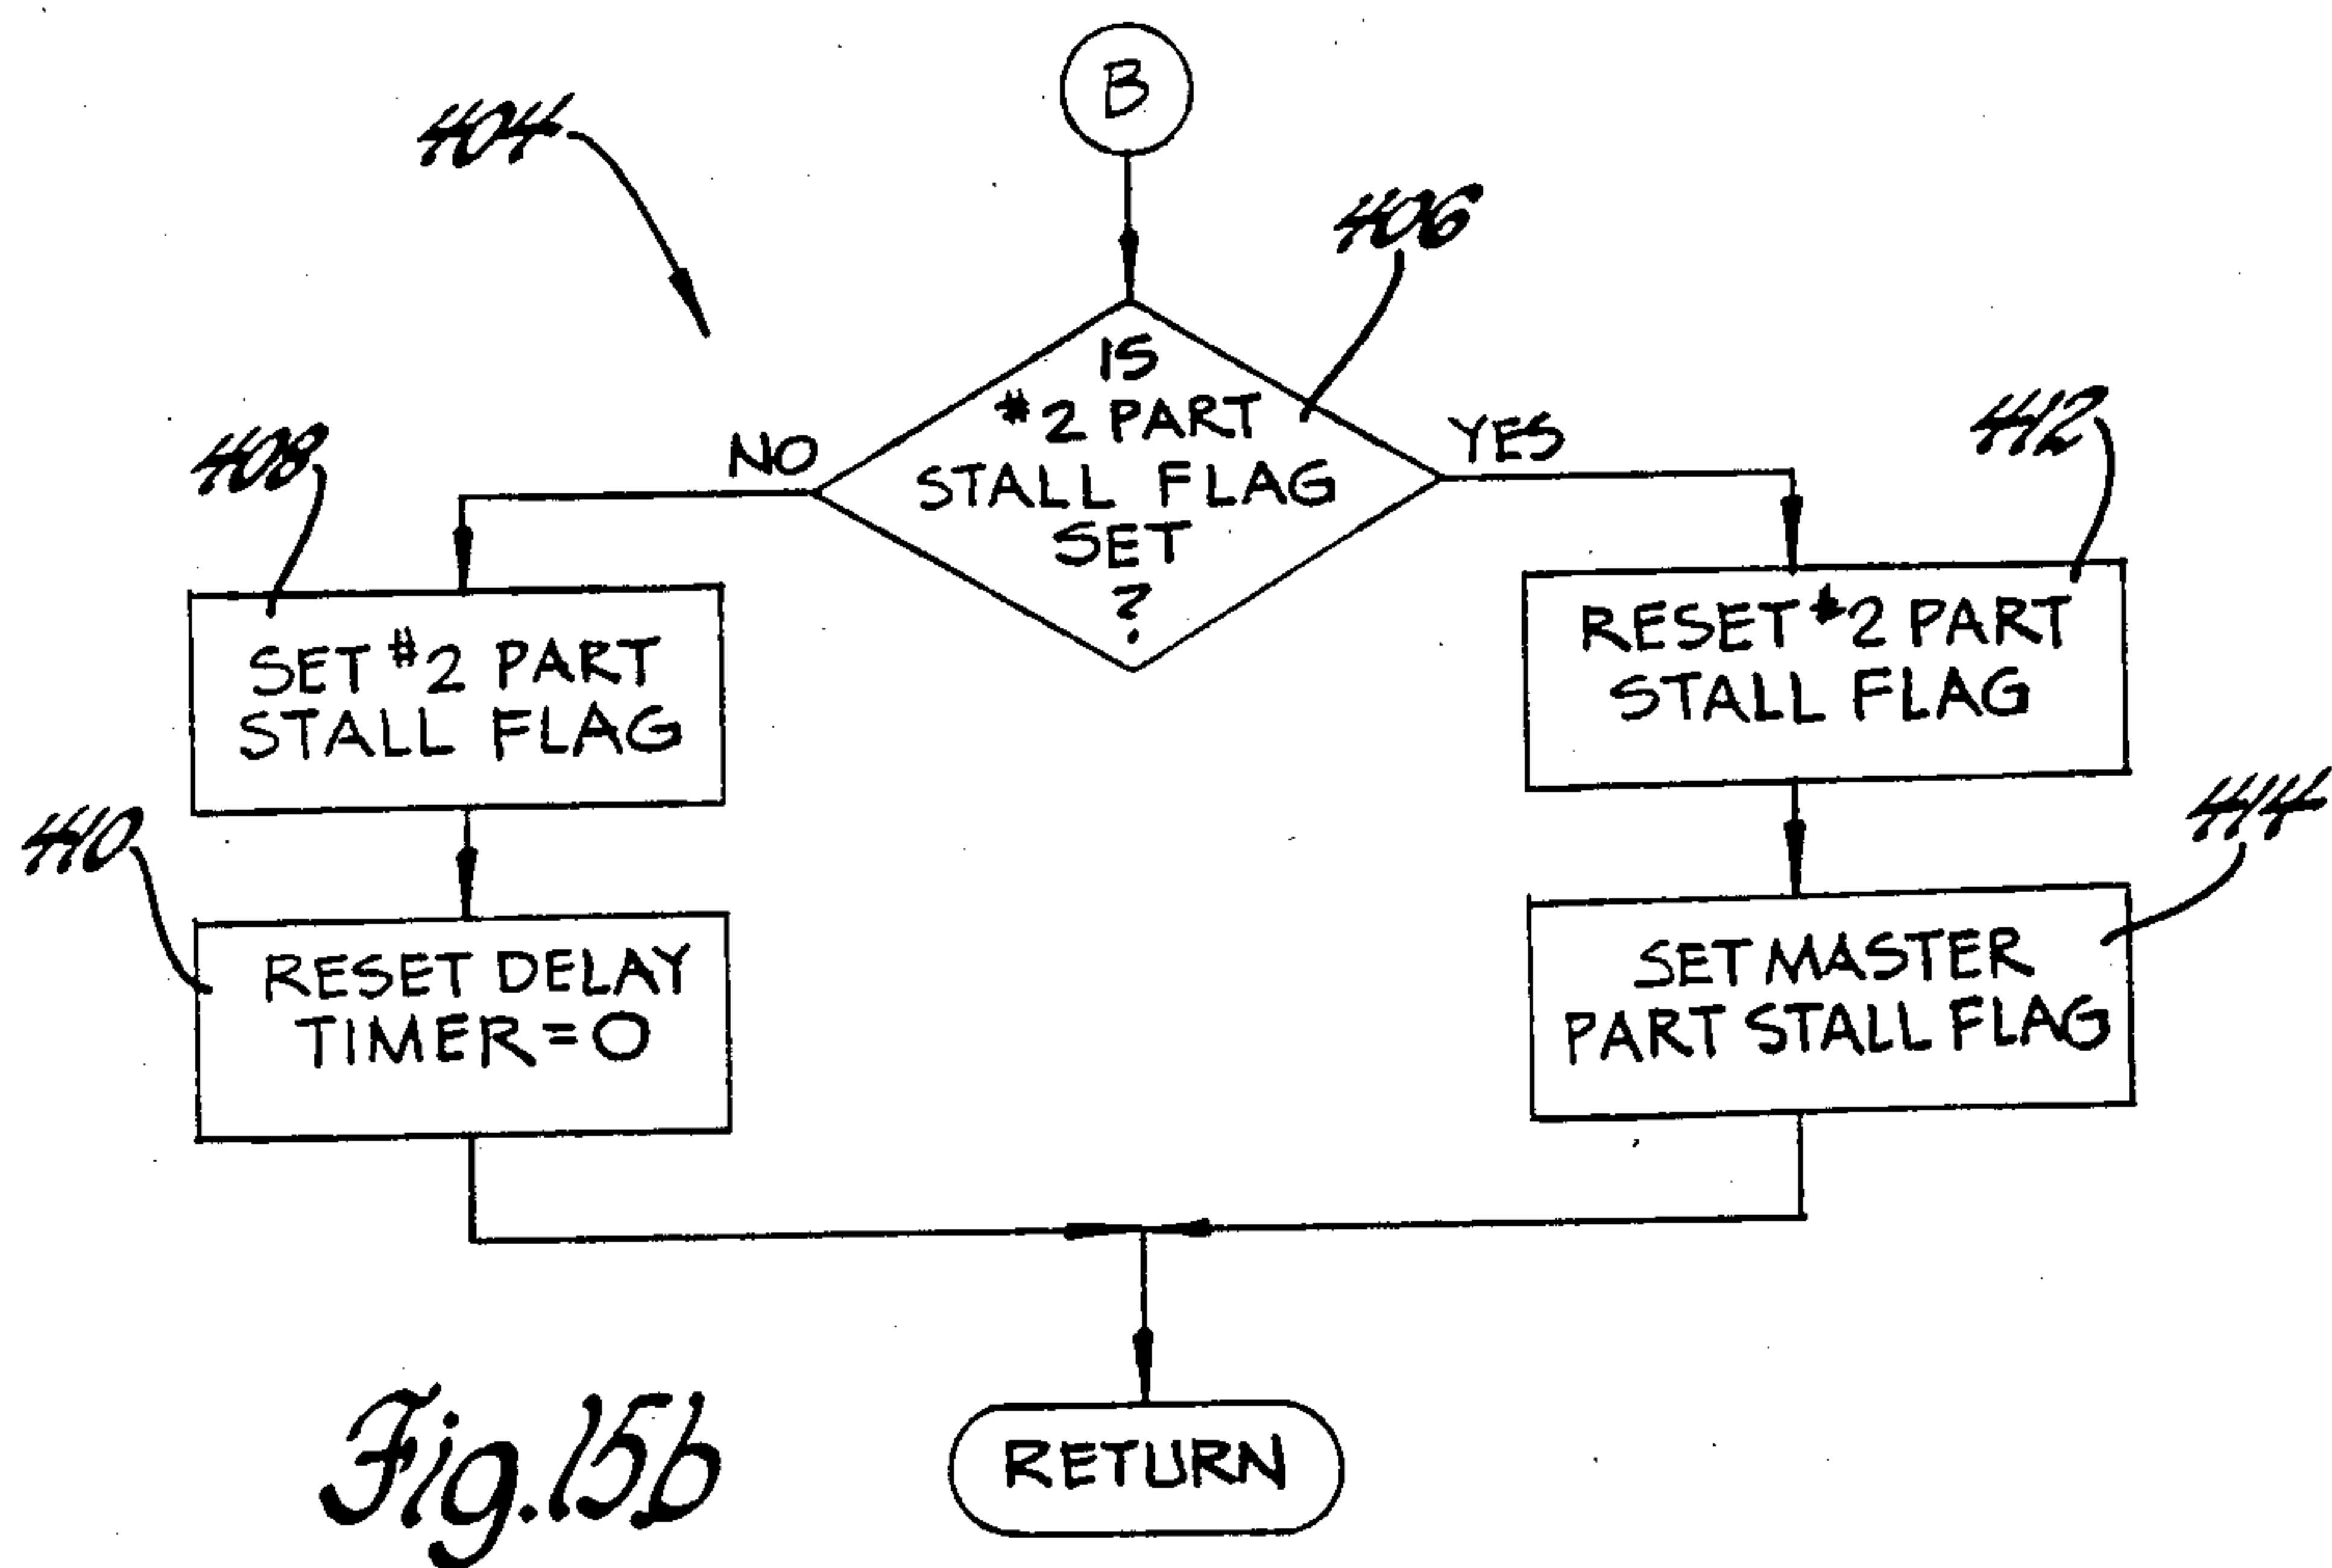 B
404
406
IS
#2 PART
STALL FLAG
SET
?
NO
YES
408
412
SET #2 PART
STALL FLAG
RESET #2 PART
STALL FLAG
410
414
RESET DELAY
TIMER = 0
SET MASTER
PART STALL FLAG
RETURN
Fig. 15b